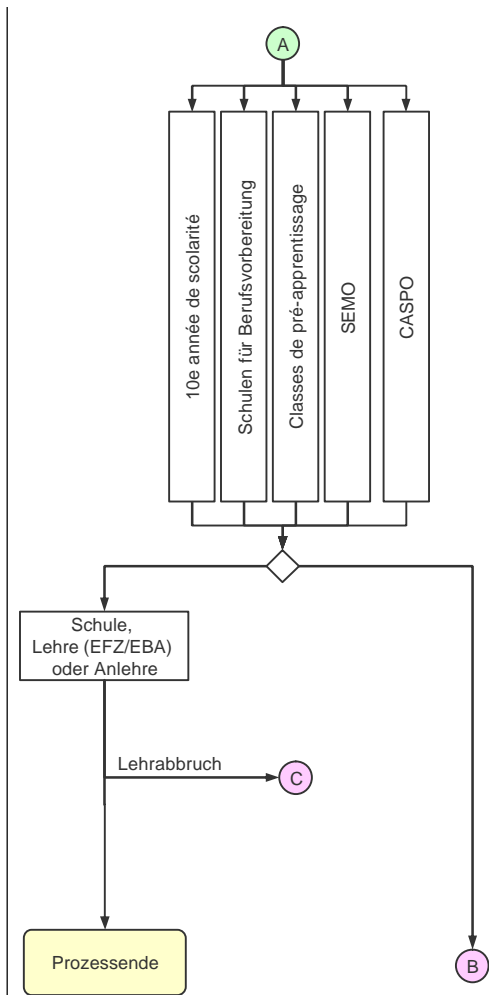 A
10e année de scolarité
Schulen für Berufsvorbereitung
Classes de pré-apprentissage
SEMO
CASPO
Schule,
Lehre (EFZ/EBA)
oder Anlehre
Lehrabbruch
C
Prozessende
B